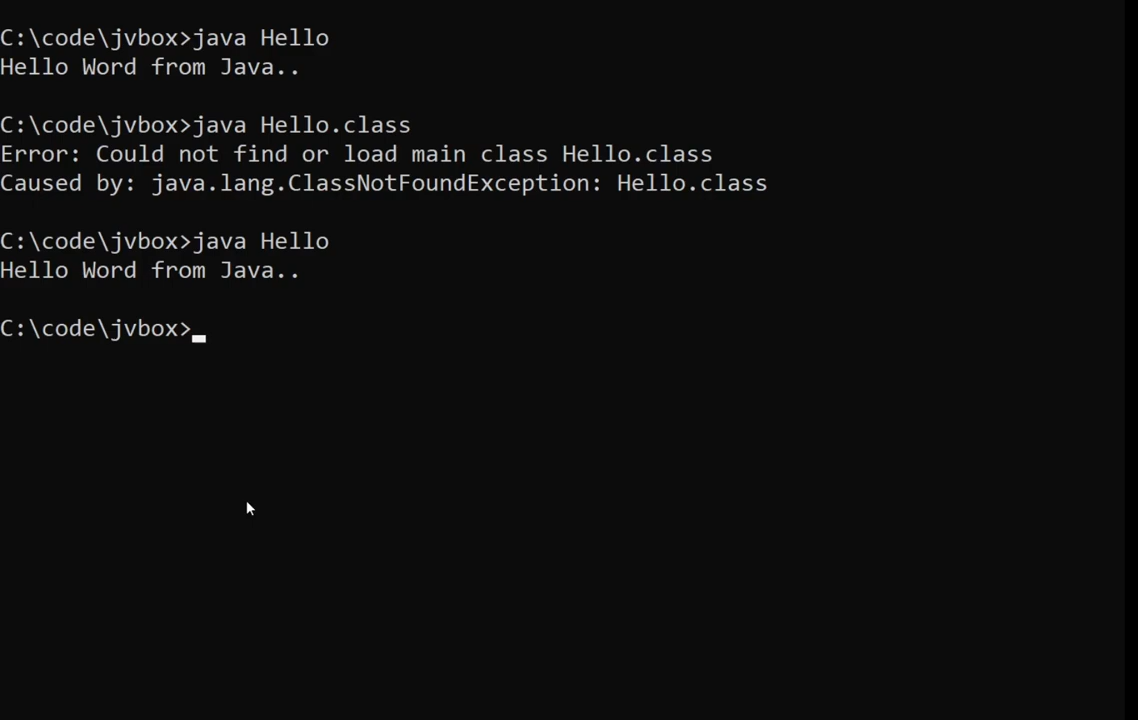 C:\code\jvbox>java Hello
Hello Word from Java..
C:\code\jvbox>java Hello.class
Error: Could not find or load main class Hello.class
Caused by: java.lang.ClassNotFoundException: Hello.class
C:\code\jvbox>java Hello
Hello Word from Java..
C:\code\jvbox>